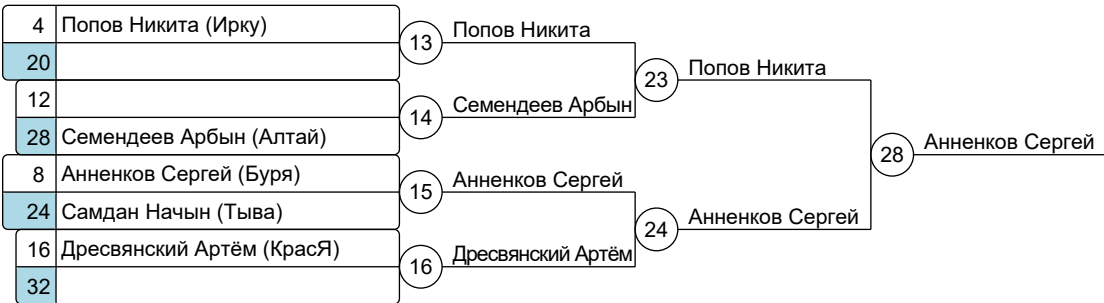 4 Попов Никита (Ирку)
20
12
28 Семендеев Арбын (Алтай)
8 Анненков Сергей (Буря)
24 Самдан Начын (Тыва)
16 Дресвянский Артём (КрасЯ)
32
13 Попов Никита
14 Семендеев Арбын
15 Анненков Сергей
16 Дресвянский Артём
23 Попов Никита
24 Анненков Сергей
28 Анненков Сергей